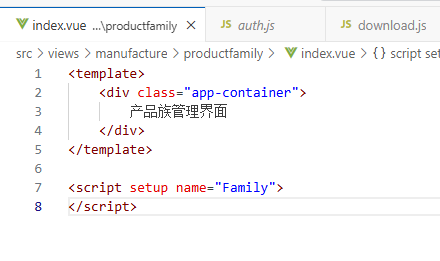 index.vue ...\productfamily × auth.js download.js
src > views > manufacture > productfamily > index.vue > {} script set
1 <template>
2 <div class="app-container">
3 产品族管理界面
4 </div>
5 </template>
6
7 <script setup name="Family">
8 </script>